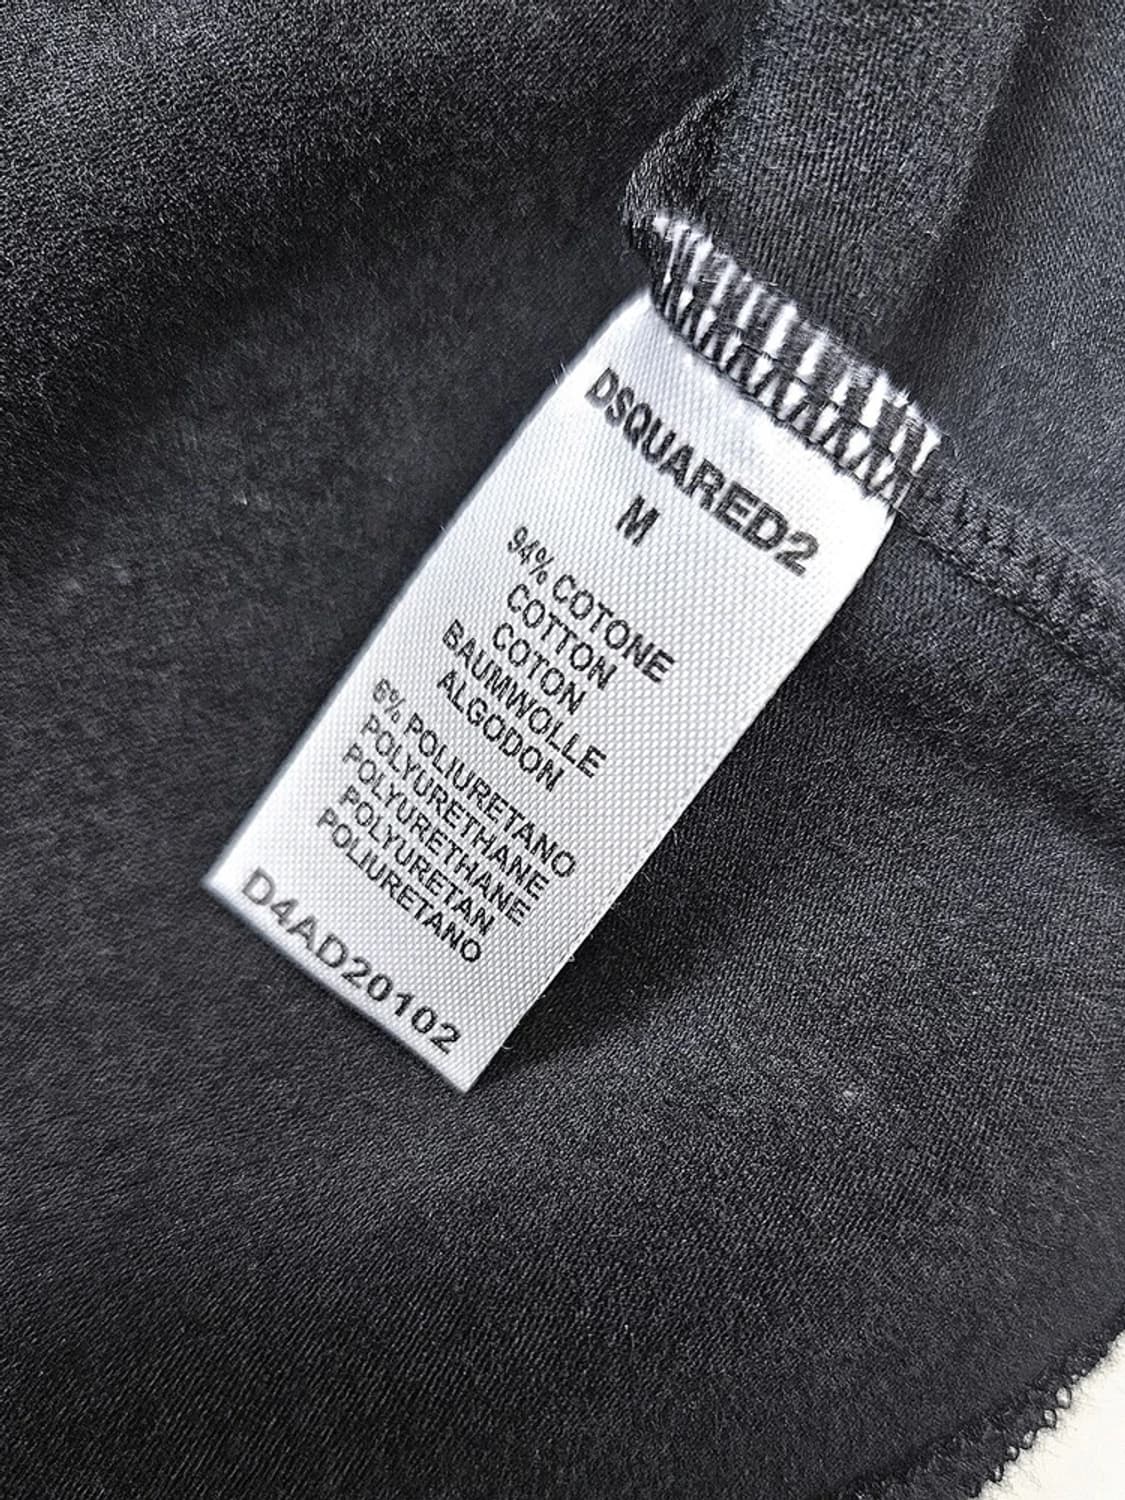 DSQUARED2
M
94% COTONE
COTTON
COTON
BAUMWOLLE
ALGODON
6% POLIURETANO
POLYURETHANE
POLYURETHANE
POLYURETAN
POLIURETANO
D4AD20102